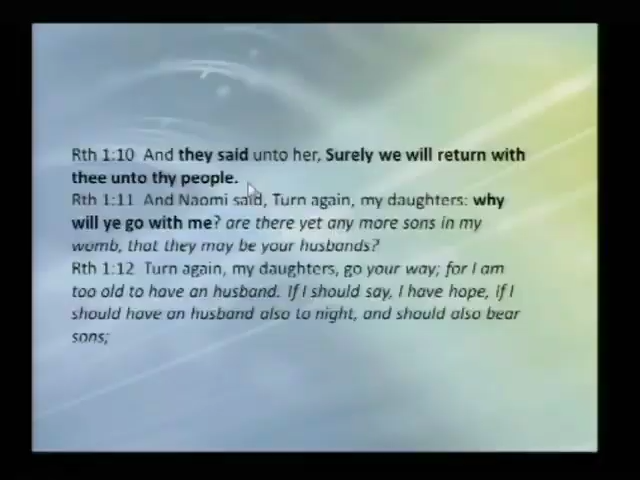 Rth 1:10 And they said unto her, Surely we will return with
thee unto thy people.
Rth 1:11 And Naomi said, Turn again, my daughters: why
will ye go with me? are there yet any more sons in my
womb, that they may be your husbands?
Rth 1:12 Turn again, my daughters, go your way; for I am
too old to have an husband. If I should say, I have hope, if I
should have an husband also to night, and should also bear
sons;